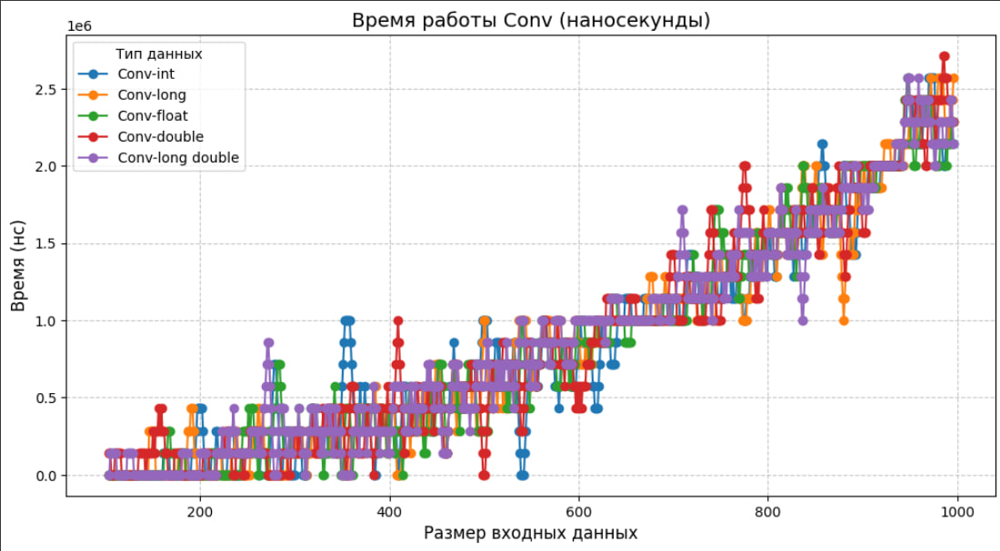 Время работы Conv (наносекунды)
1e6
Тип данных
Conv-int
Conv-long
Conv-float
Conv-double
Conv-long double
2.5
2.0
1.5
1.0
0.5
0.0
Время (нс)
200 400 600 800 1000
Размер входных данных